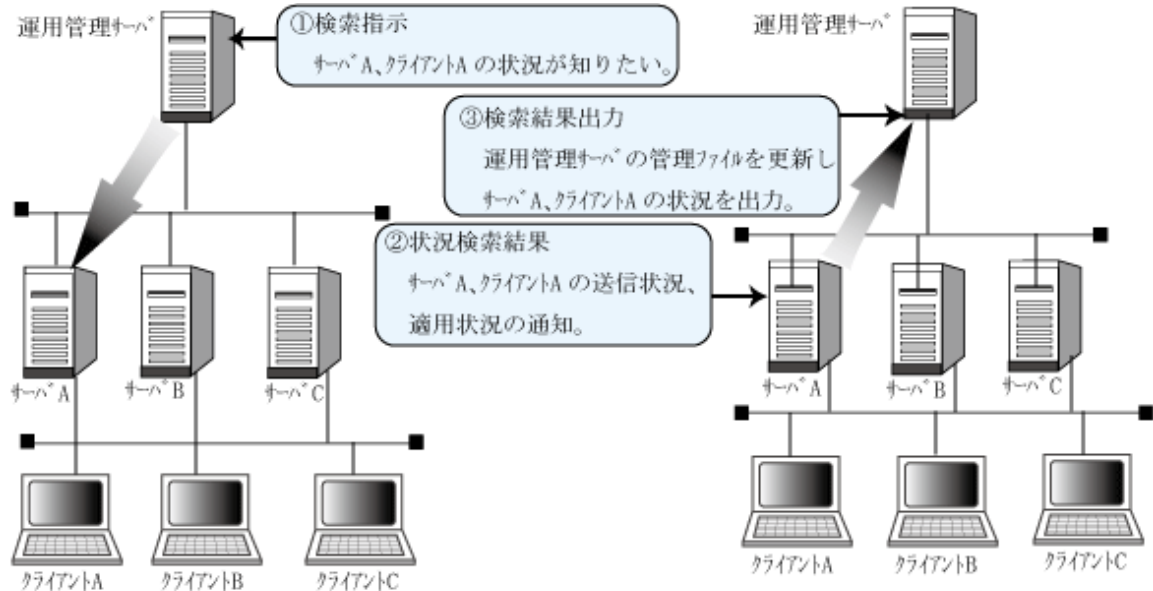 運用管理ｻｰﾊﾞ
①検索指示
ｻｰﾊﾞA、ｸﾗｲｱﾝﾄA の状況が知りたい。
運用管理ｻｰﾊﾞ
③検索結果出力
運用管理ｻｰﾊﾞの管理ﾌｧｲﾙを更新し
ｻｰﾊﾞA、ｸﾗｲｱﾝﾄA の状況を出力。
②状況検索結果
ｻｰﾊﾞA、ｸﾗｲｱﾝﾄA の送信状況、
適用状況の通知。
ｻｰﾊﾞA
ｻｰﾊﾞB
ｻｰﾊﾞC
ｸﾗｲｱﾝﾄA
ｸﾗｲｱﾝﾄB
ｸﾗｲｱﾝﾄC
ｻｰﾊﾞA
ｻｰﾊﾞB
ｻｰﾊﾞC
ｸﾗｲｱﾝﾄA
ｸﾗｲｱﾝﾄB
ｸﾗｲｱﾝﾄC